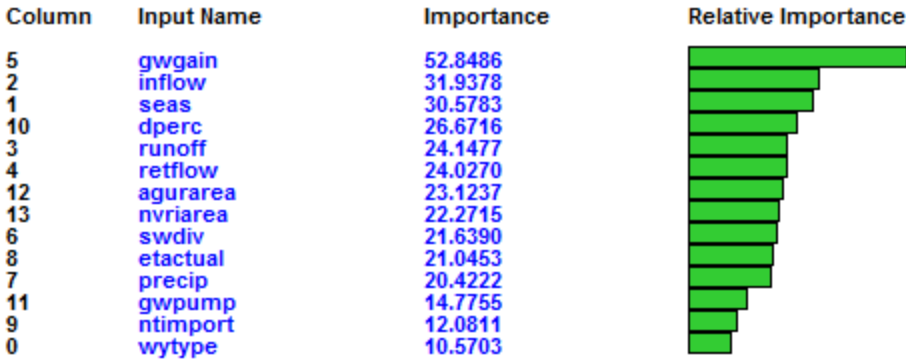 Column Input Name Importance Relative Importance
5 gwgain 52.8486
2 inflow 31.9378
1 seas 30.5783
10 dperc 26.6716
3 runoff 24.1477
4 retflow 24.0270
12 agurarea 23.1237
13 nvriarea 22.2715
6 swdiv 21.6390
8 etactual 21.0453
7 precip 20.4222
11 gwpump 14.7755
9 ntimport 12.0811
0 wytype 10.5703